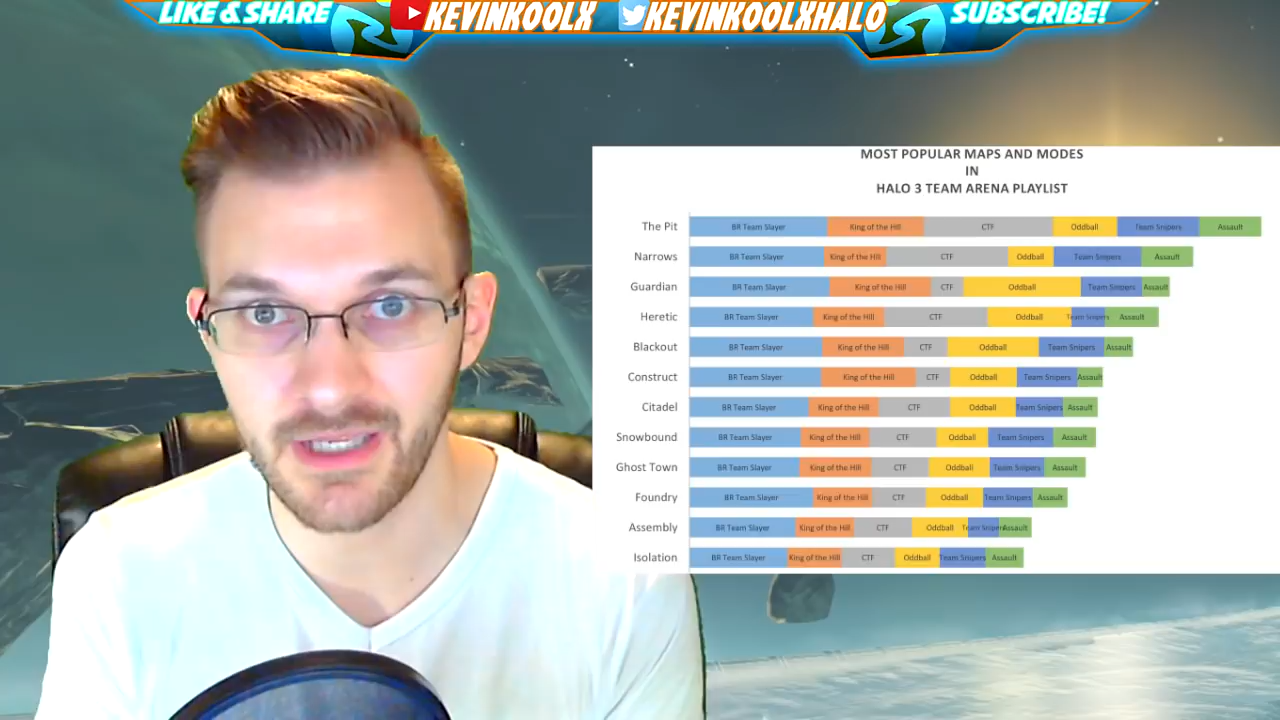 LIKE & SHARE KEVINKOOLX KEVINKOOLXHALO SUBSCRIBE!
MOST POPULAR MAPS AND MODES
IN
HALO 3 TEAM ARENA PLAYLIST
The Pit BR Team Slayer King of the Hill CTF Oddball Team Snipers Assault
Narrows BR Team Slayer King of the Hill CTF Oddball Team Snipers Assault
Guardian BR Team Slayer King of the Hill CTF Oddball Team Snipers Assault
Heretic BR Team Slayer King of the Hill CTF Oddball Team Snipers Assault
Blackout BR Team Slayer King of the Hill CTF Oddball Team Snipers Assault
Construct BR Team Slayer King of the Hill CTF Oddball Team Snipers Assault
Citadel BR Team Slayer King of the Hill CTF Oddball Team Snipers Assault
Snowbound BR Team Slayer King of the Hill CTF Oddball Team Snipers Assault
Ghost Town BR Team Slayer King of the Hill CTF Oddball Team Snipers Assault
Foundry BR Team Slayer King of the Hill CTF Oddball Team Snipers Assault
Assembly BR Team Slayer King of the Hill CTF Oddball Team Snipers Assault
Isolation BR Team Slayer King of the Hill CTF Oddball Team Snipers Assault